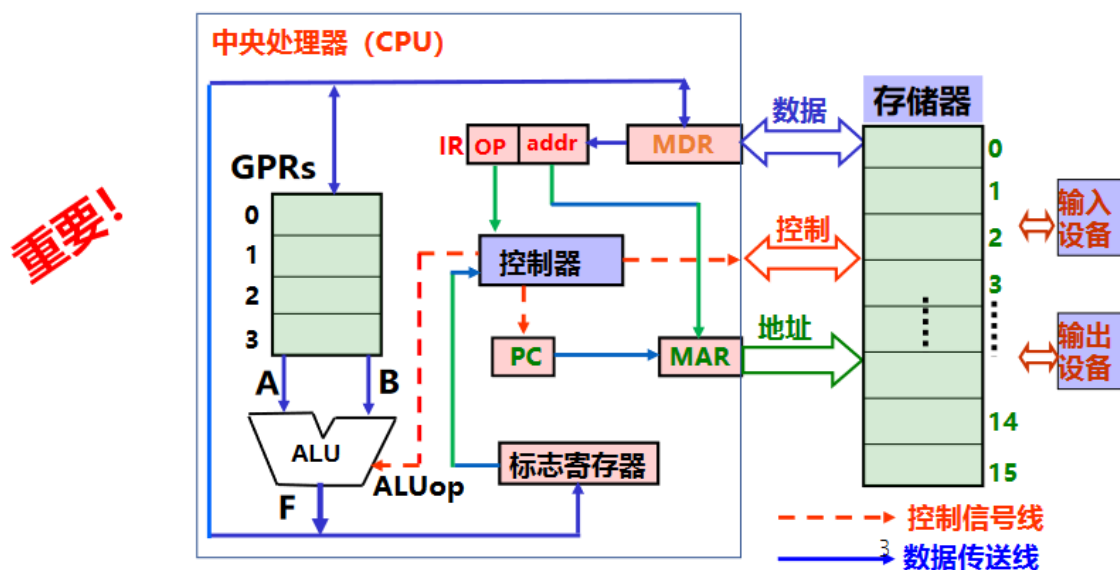 中央处理器（CPU）
重要！
GPRs
0
1
2
3
A
B
ALU
F
ALUop
IR
OP
addr
MDR
控制器
PC
MAR
标志寄存器
数据
控制
地址
存储器
0
1
2
3
14
15
输入
设备
输出
设备
控制信号线
3
数据传送线